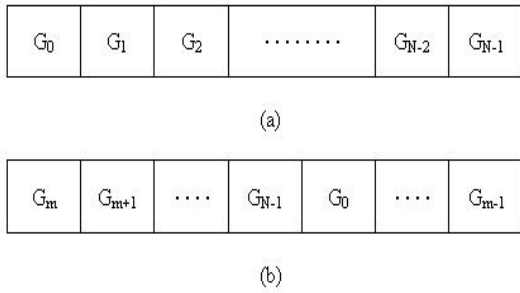 G0 G1 G2 ········ GN-2 GN-1
(a)
Gm Gm+1 ···· GN-1 G0 ···· Gm-1
(b)